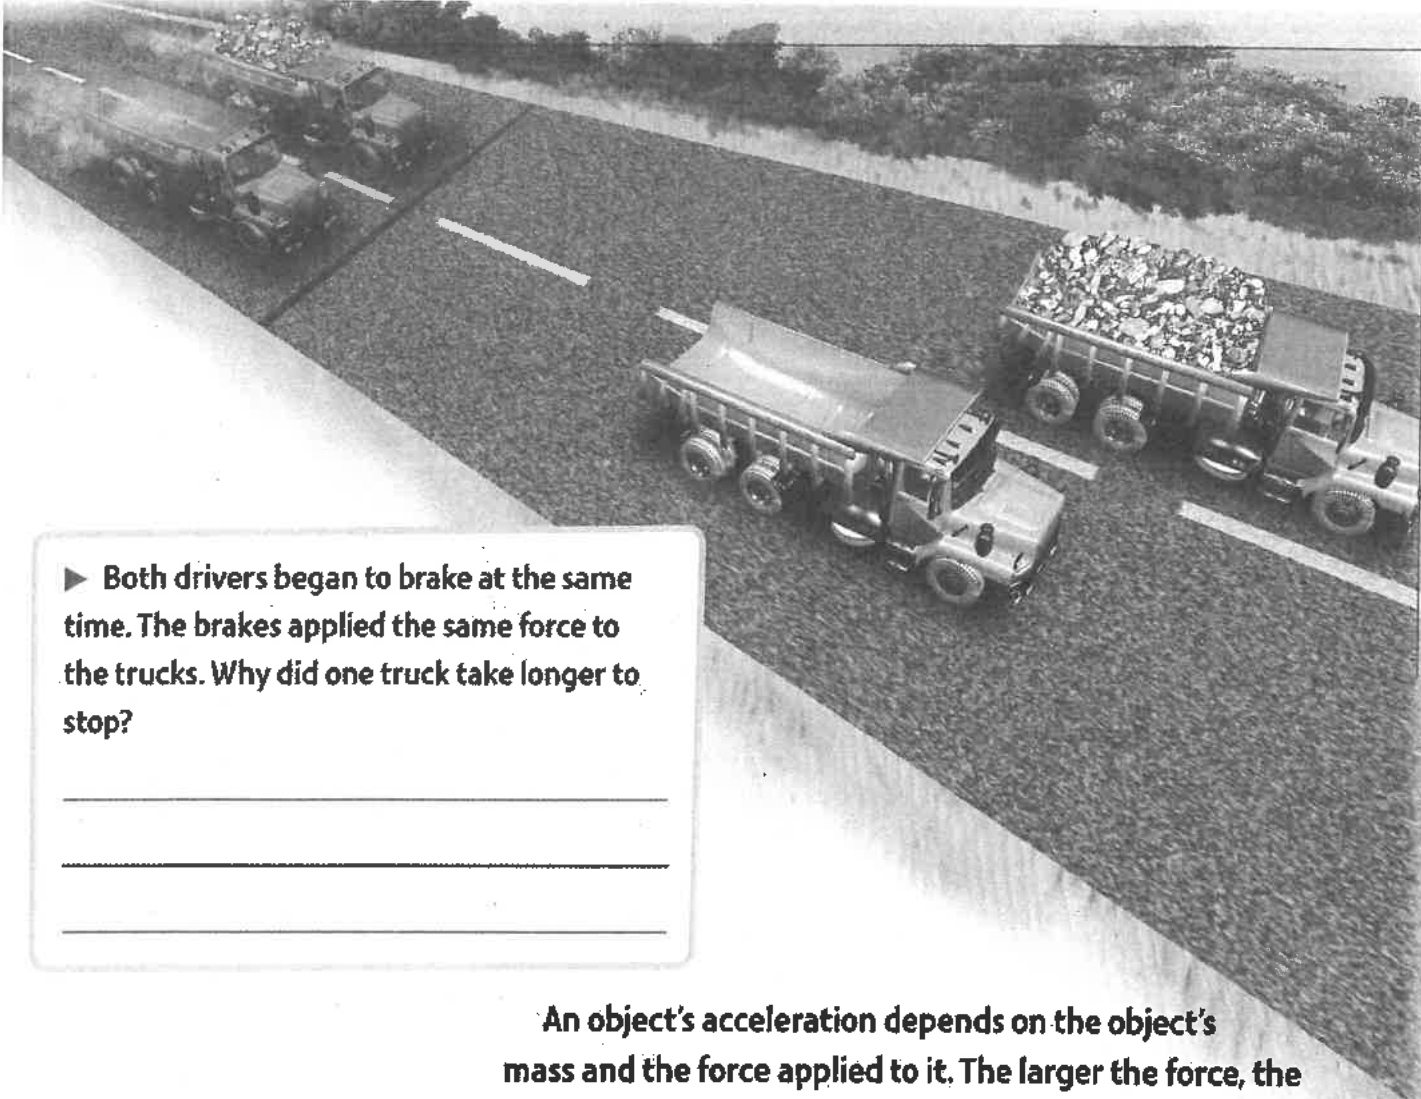 ▶ Both drivers began to brake at the same
time. The brakes applied the same force to
the trucks. Why did one truck take longer to
stop?
An object's acceleration depends on the object's
mass and the force applied to it. The larger the force, the